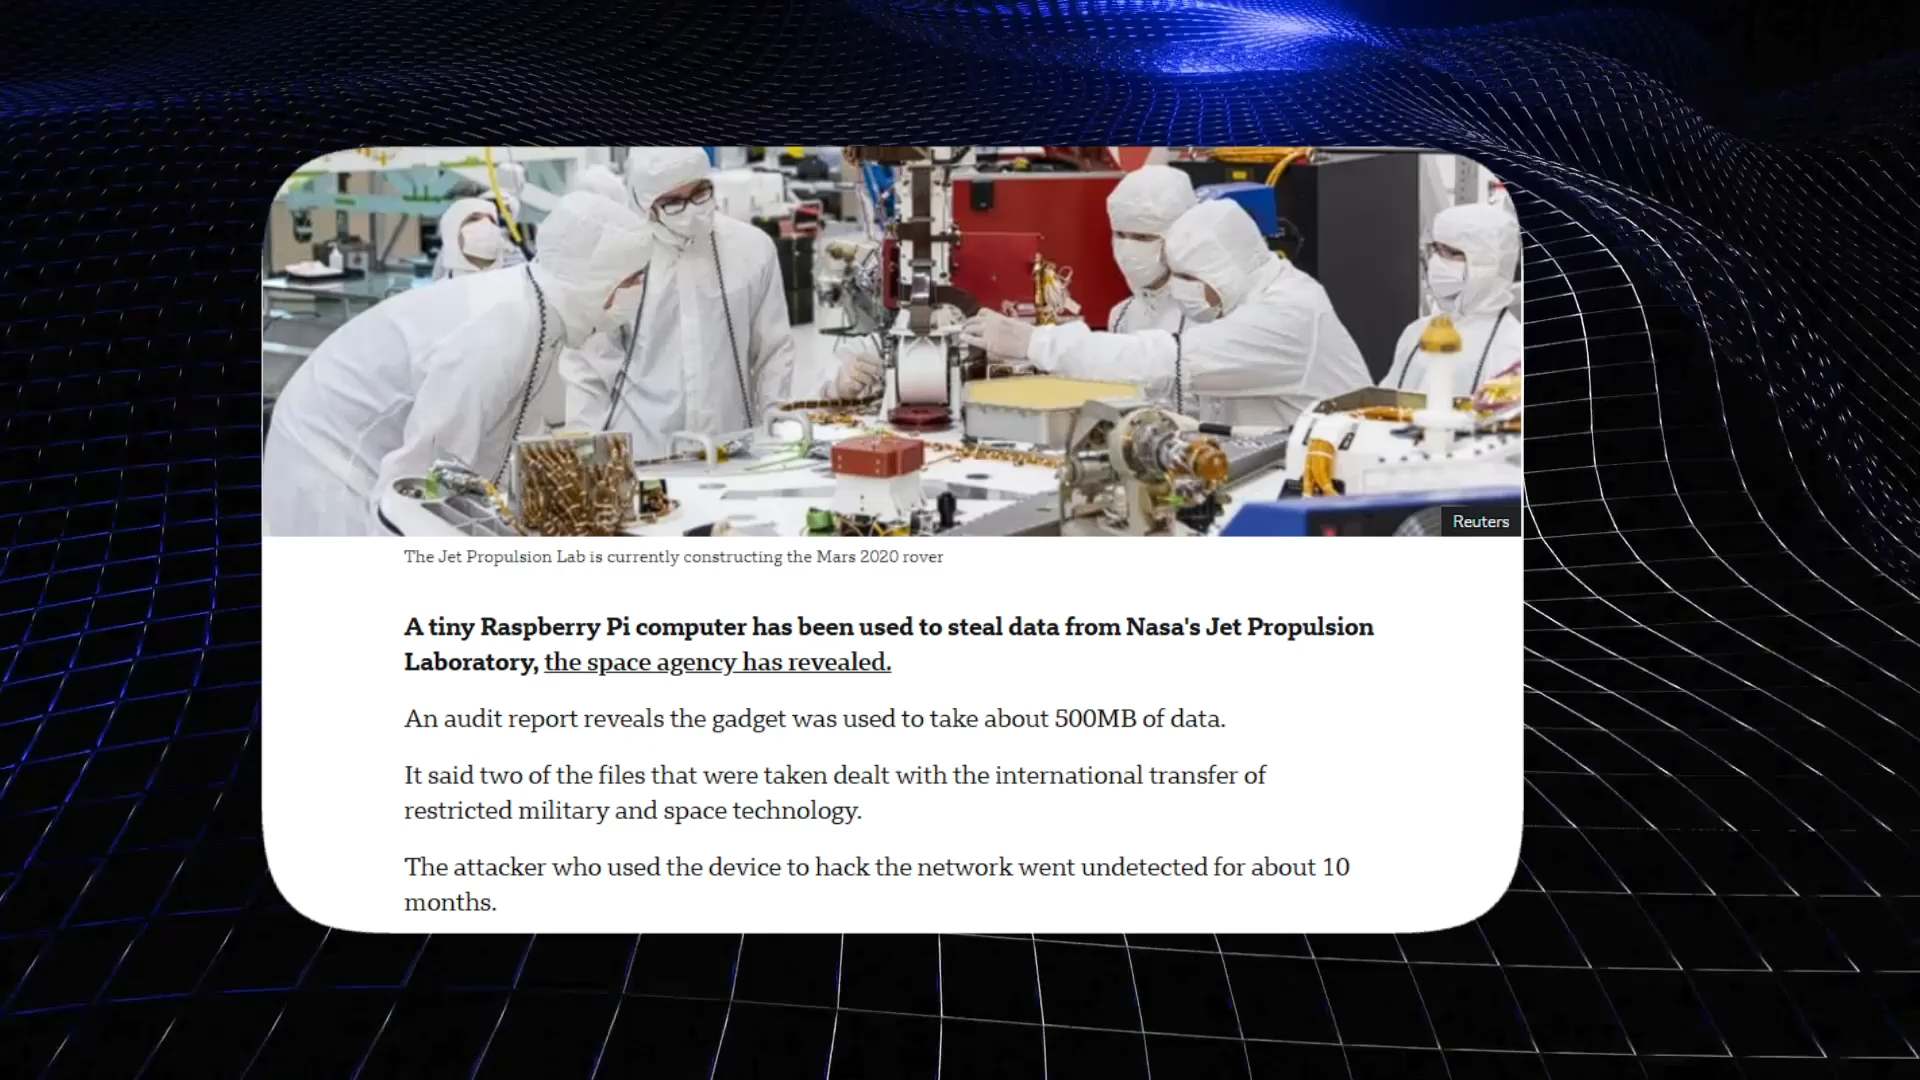 Reuters
The Jet Propulsion Lab is currently constructing the Mars 2020 rover
A tiny Raspberry Pi computer has been used to steal data from Nasa's Jet Propulsion
Laboratory, the space agency has revealed.
An audit report reveals the gadget was used to take about 500MB of data.
It said two of the files that were taken dealt with the international transfer of
restricted military and space technology.
The attacker who used the device to hack the network went undetected for about 10
months.